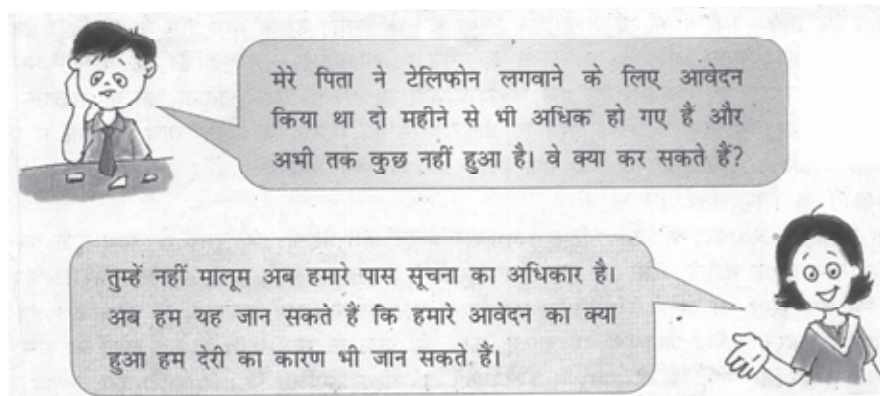 मेरे पिता ने टेलिफोन लगवाने के लिए आवेदन
किया था दो महीने से भी अधिक हो गए हैं और
अभी तक कुछ नहीं हुआ है। वे क्या कर सकते हैं?
तुम्हें नहीं मालूम अब हमारे पास सूचना का अधिकार है।
अब हम यह जान सकते हैं कि हमारे आवेदन का क्या
हुआ हम देरी का कारण भी जान सकते हैं।